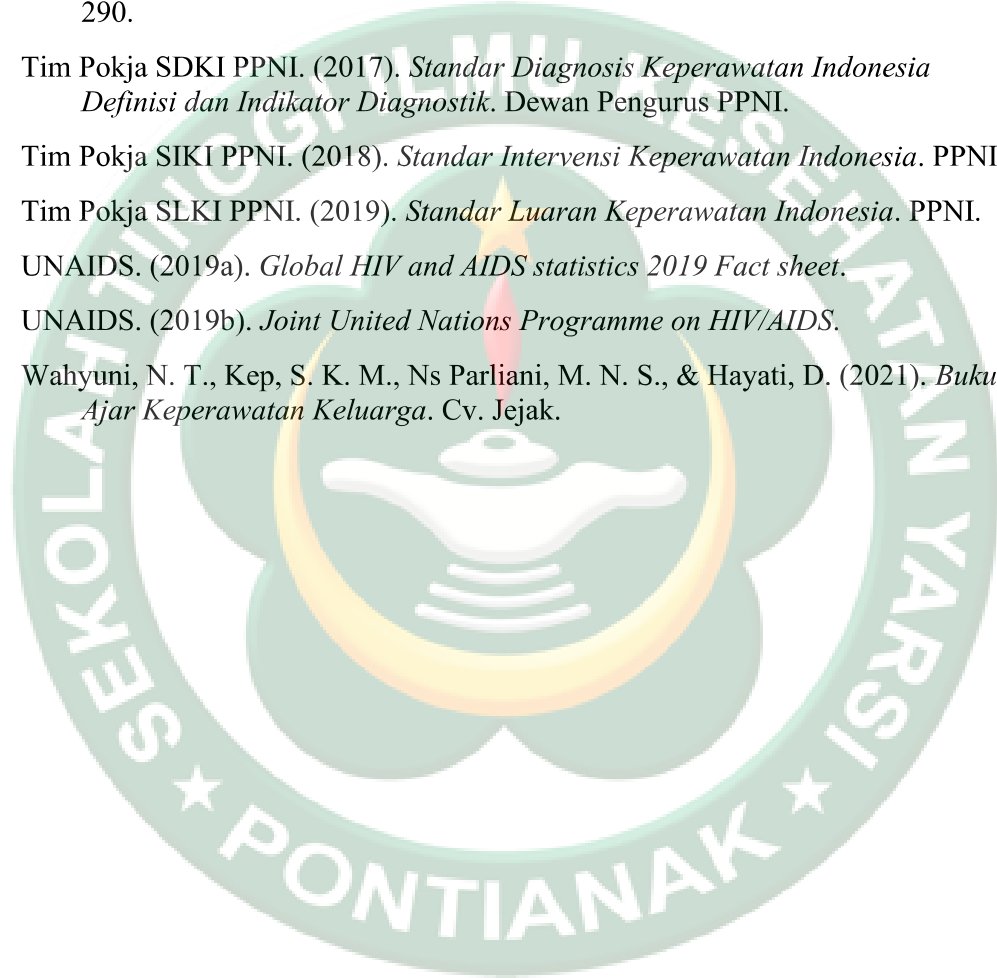 290.
Tim Pokja SDKI PPNI. (2017). Standar Diagnosis Keperawatan Indonesia
Definisi dan Indikator Diagnostik. Dewan Pengurus PPNI.
Tim Pokja SIKI PPNI. (2018). Standar Intervensi Keperawatan Indonesia. PPNI
Tim Pokja SLKI PPNI. (2019). Standar Luaran Keperawatan Indonesia. PPNI.
UNAIDS. (2019a). Global HIV and AIDS statistics 2019 Fact sheet.
UNAIDS. (2019b). Joint United Nations Programme on HIV/AIDS.
Wahyuni, N. T., Kep, S. K. M., Ns Parliani, M. N. S., & Hayati, D. (2021). Buku
Ajar Keperawatan Keluarga. Cv. Jejak.
SEKOLAH TINGGI ILMU KESEHATAN YARSI
PONTIANAK